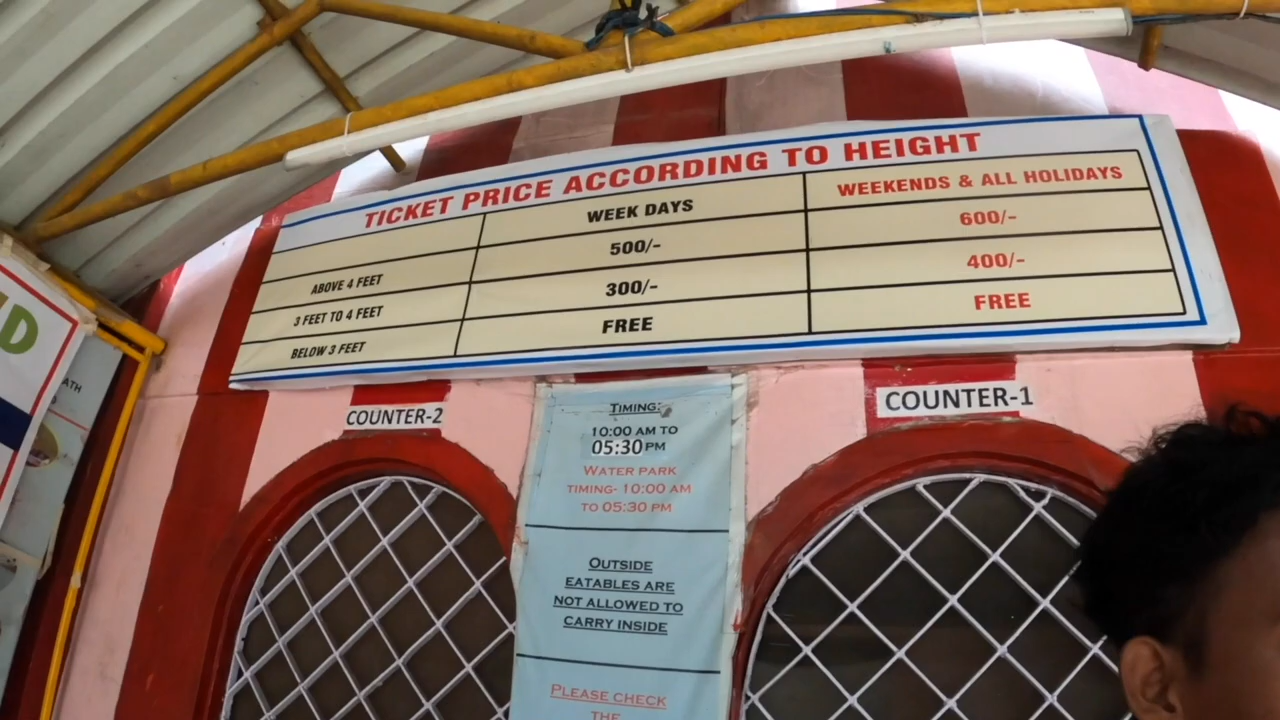 TICKET PRICE ACCORDING TO HEIGHT
WEEK DAYS WEEKENDS & ALL HOLIDAYS
ABOVE 4 FEET 500/- 600/-
3 FEET TO 4 FEET 300/- 400/-
BELOW 3 FEET FREE FREE
COUNTER-2
COUNTER-1
TIMING:
10:00 AM TO
05:30 PM
WATER PARK
TIMING- 10:00 AM
TO 05:30 PM
OUTSIDE
EATABLES ARE
NOT ALLOWED TO
CARRY INSIDE
PLEASE CHECK
THE
D
ATH